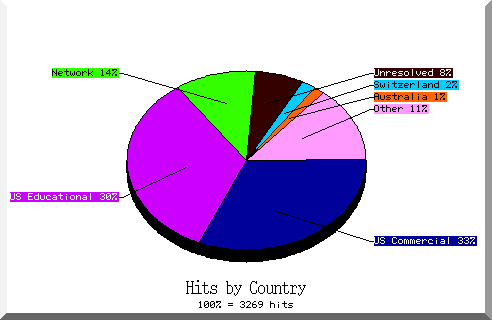 Network 14%
Unresolved 8%
Switzerland 2%
Australia 1%
Other 11%
US Educational 30%
US Commercial 33%
Hits by Country
100% = 3269 hits